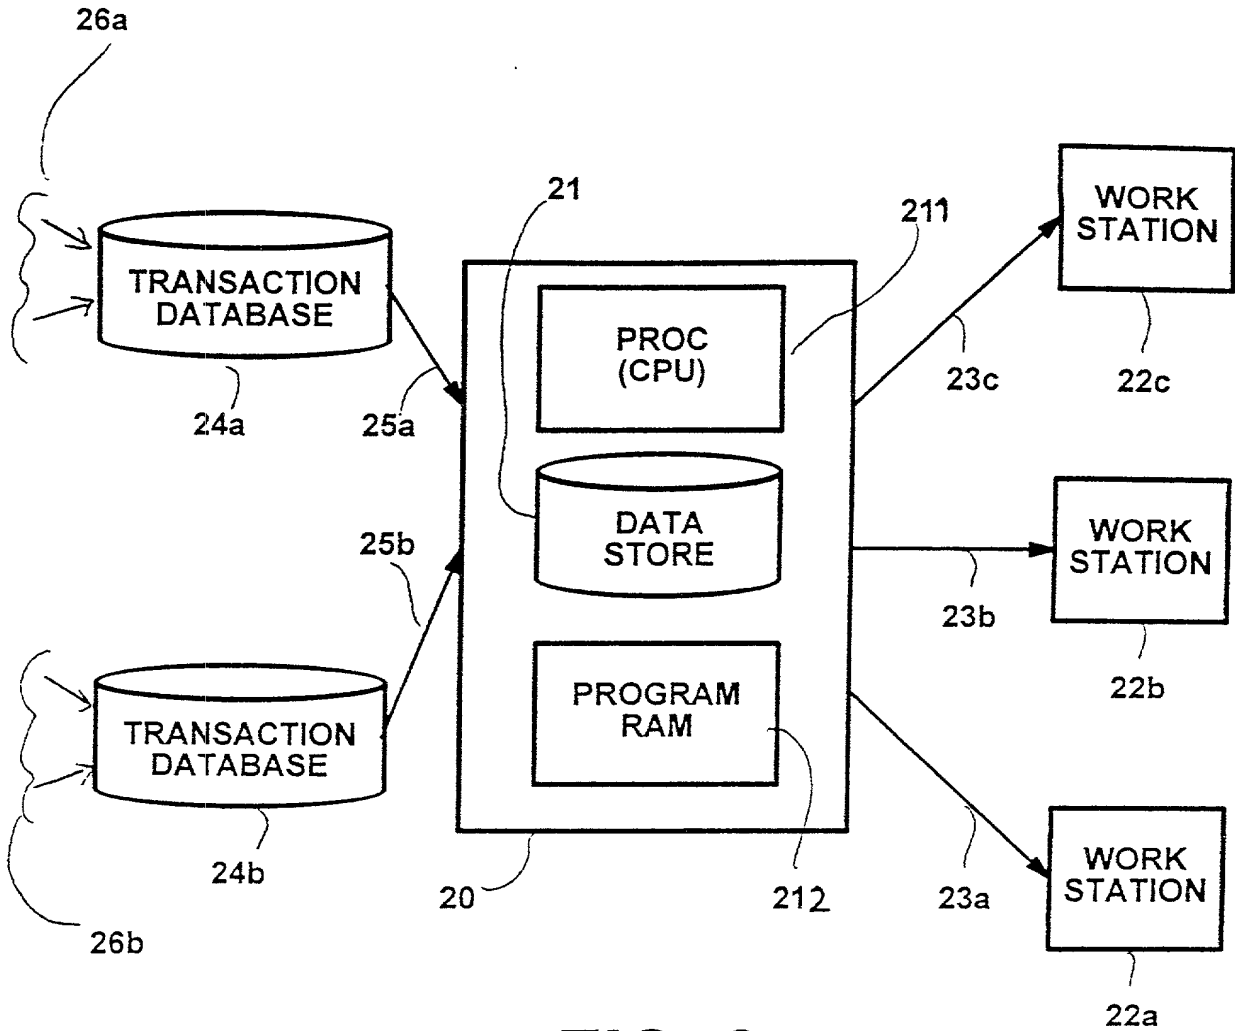 26a
21
211
WORK
STATION
TRANSACTION
DATABASE
PROC
(CPU)
23c
22c
24a
25a
DATA
STORE
25b
WORK
STATION
23b
22b
PROGRAM
RAM
TRANSACTION
DATABASE
24b
20
212
23a
WORK
STATION
26b
22a